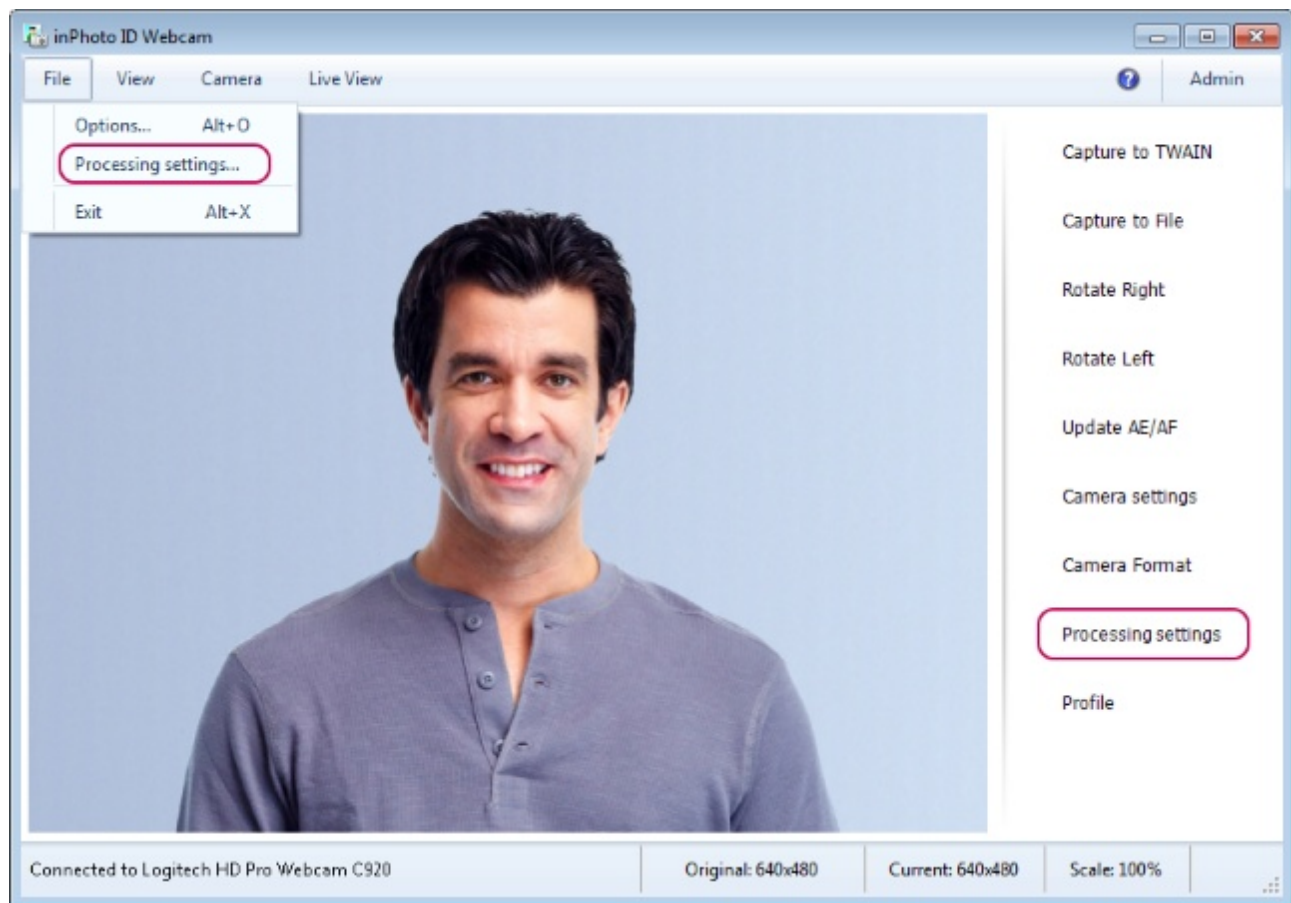 inPhoto ID Webcam
File View Camera Live View Admin
Options... Alt+O
Processing settings...
Exit Alt+X
Capture to TWAIN
Capture to File
Rotate Right
Rotate Left
Update AE/AF
Camera settings
Camera Format
Processing settings
Profile
Connected to Logitech HD Pro Webcam C920 Original: 640x480 Current: 640x480 Scale: 100%